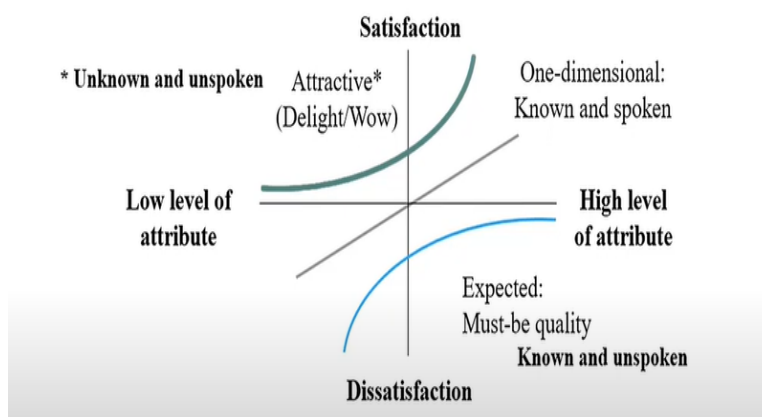 Satisfaction
* Unknown and unspoken
Attractive*
(Delight/Wow)
One-dimensional:
Known and spoken
Low level of
attribute
High level
of attribute
Expected:
Must-be quality
Known and unspoken
Dissatisfaction